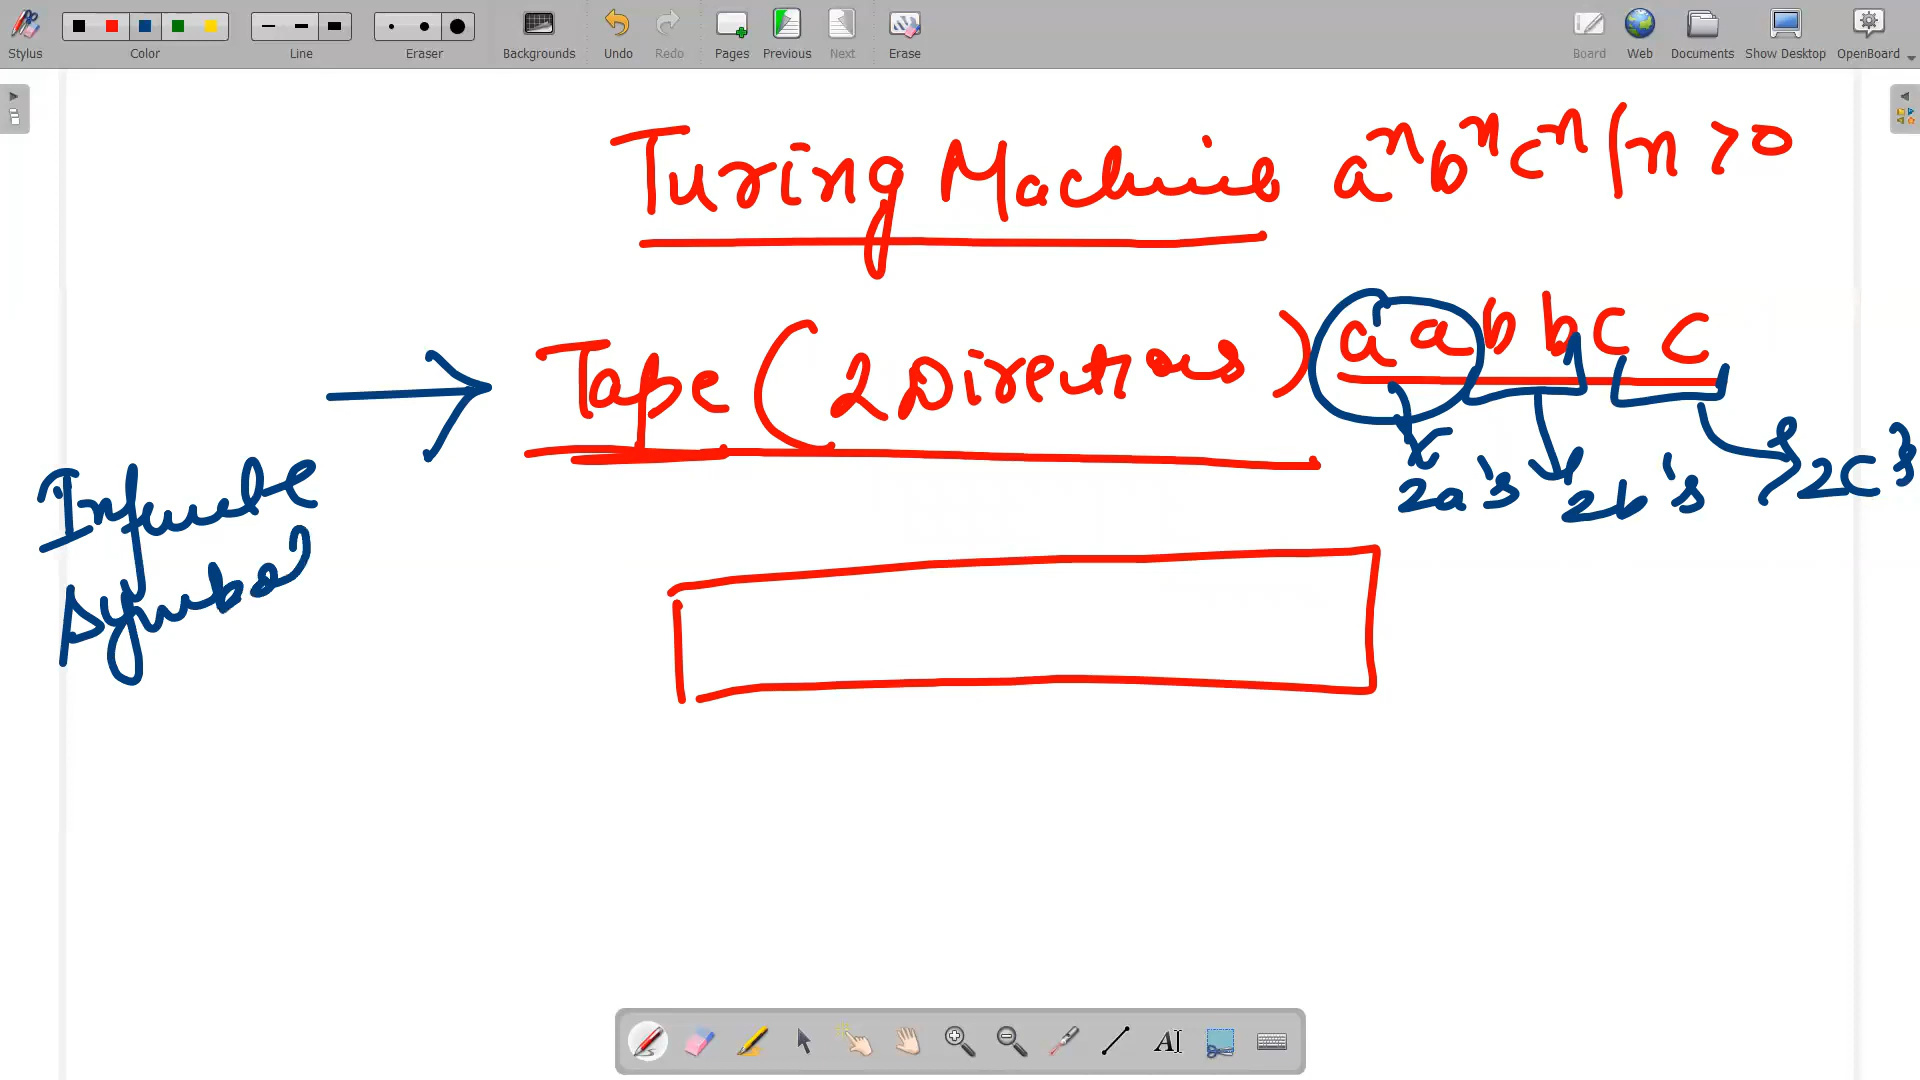 Stylus Color Line Eraser Backgrounds Undo Redo Pages Previous Next Erase Board Web Documents Show Desktop OpenBoard
Turing Machine aⁿbⁿcⁿ | n > 0
Tape (2 Directions) a a b b c c
2a's 2b's 2c's
Infinite
symbol